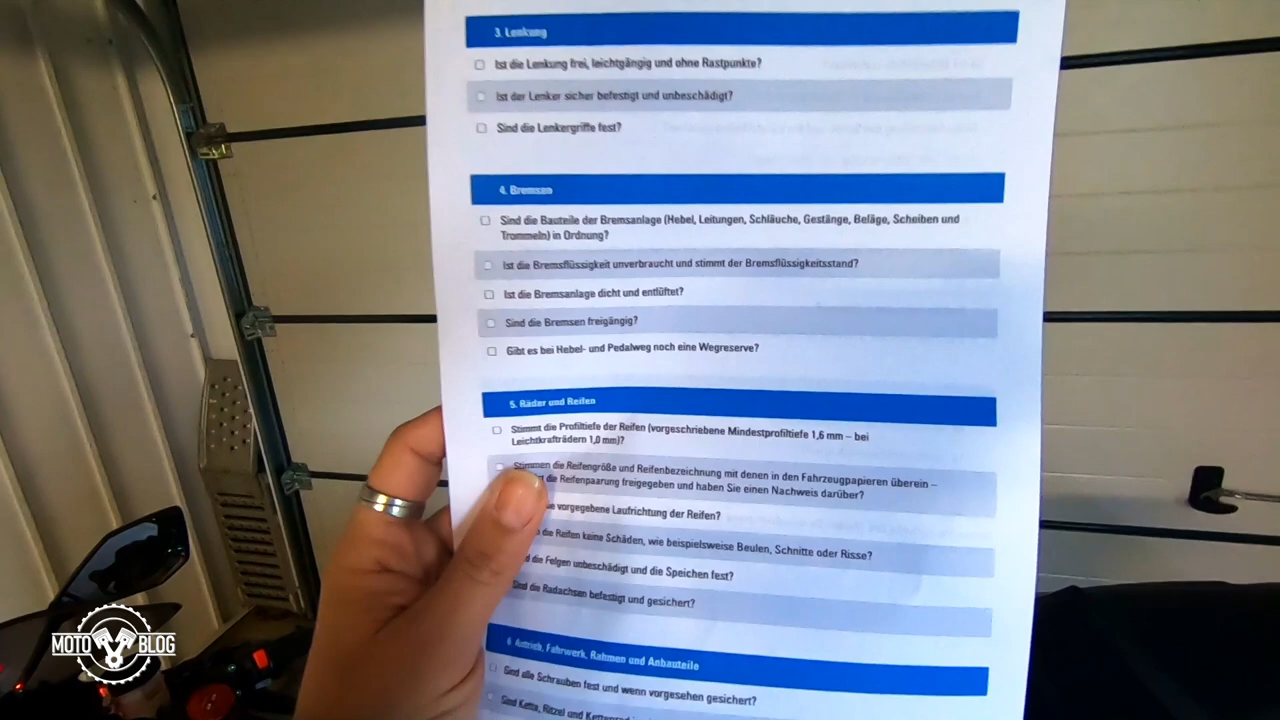 3. Lenkung
Ist die Lenkung frei, leichtgängig und ohne Rastpunkte?
Ist der Lenker sicher befestigt und unbeschädigt?
Sind die Lenkergriffe fest?
4. Bremsen
Sind die Bauteile der Bremsanlage (Hebel, Leitungen, Schläuche, Gestänge, Beläge, Scheiben und
Trommeln) in Ordnung?
Ist die Bremsflüssigkeit unverbraucht und stimmt der Bremsflüssigkeitsstand?
Ist die Bremsanlage dicht und entlüftet?
Sind die Bremsen freigängig?
Gibt es bei Hebel- und Pedalweg noch eine Wegreserve?
5. Räder und Reifen
Stimmt die Profiltiefe der Reifen (vorgeschriebene Mindestprofiltiefe 1,6 mm – bei
Leichtkrafträdern 1,0 mm)?
Stimmen die Reifengröße und Reifenbezeichnung mit denen in den Fahrzeugpapieren überein –
die Reifenpaarung freigegeben und haben Sie einen Nachweis darüber?
vorgegebene Laufrichtung der Reifen?
die Reifen keine Schäden, wie beispielsweise Beulen, Schnitte oder Risse?
die Felgen unbeschädigt und die Speichen fest?
Sind die Radachsen befestigt und gesichert?
6. Antrieb, Fahrwerk, Rahmen und Anbauteile
Sind alle Schrauben fest und wenn vorgesehen gesichert?
Sind Kette, Ritzel und Kettenrad
MOTO BLOG